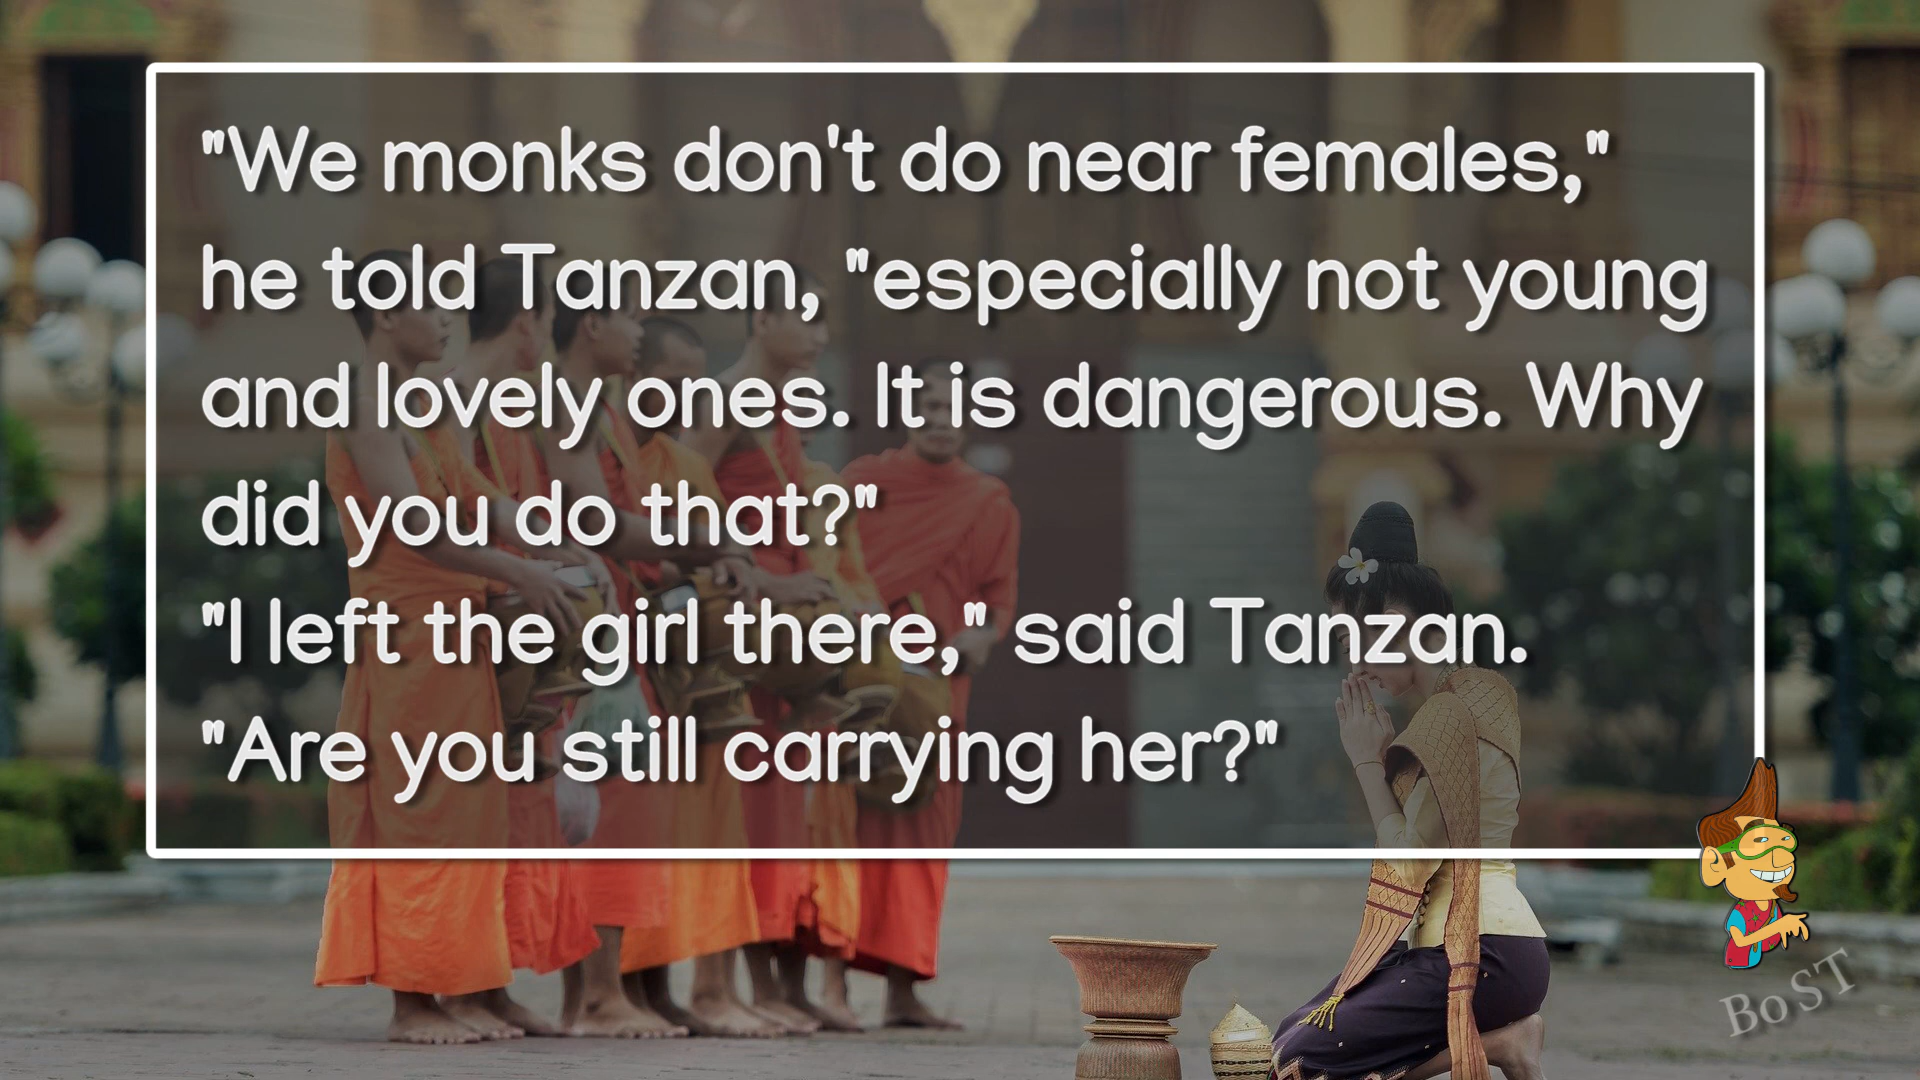 "We monks don't do near females,"
he told Tanzan, "especially not young
and lovely ones. It is dangerous. Why
did you do that?"
"I left the girl there," said Tanzan.
"Are you still carrying her?"
BoST